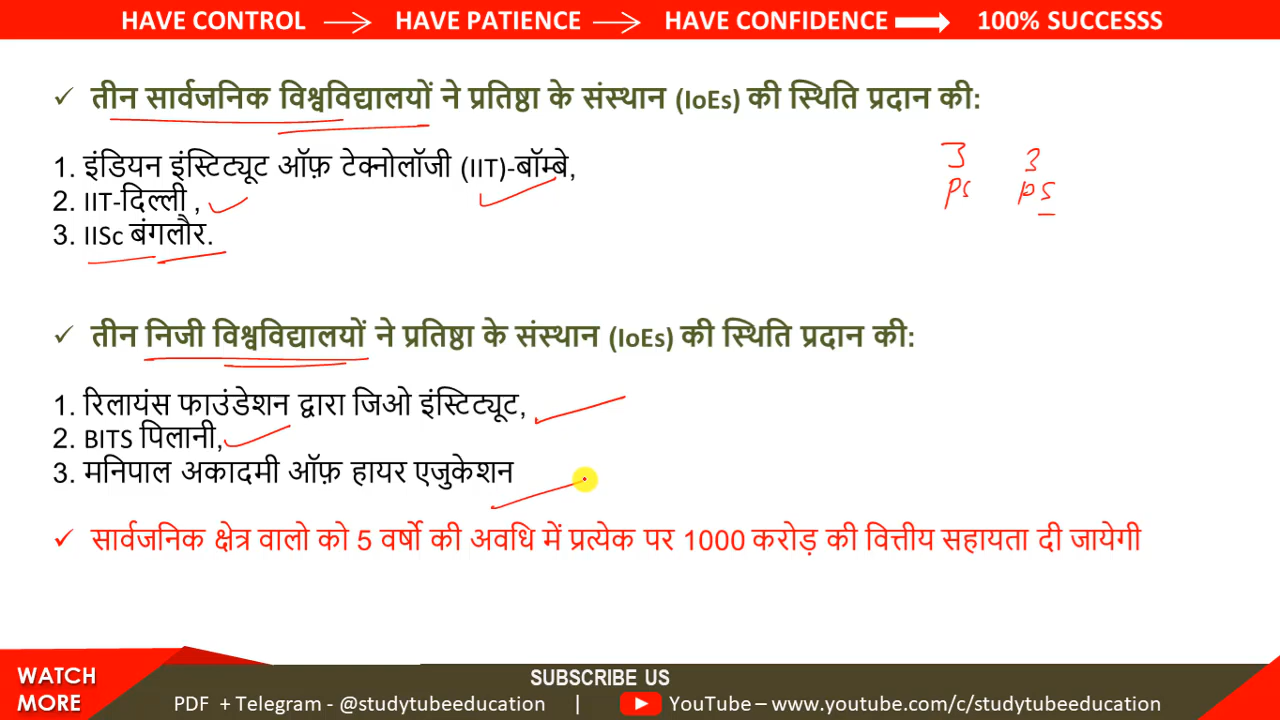 HAVE CONTROL HAVE PATIENCE HAVE CONFIDENCE 100% SUCCESSS
तीन सार्वजनिक विश्वविद्यालयों ने प्रतिष्ठा के संस्थान (IoEs) की स्थिति प्रदान की:
1. इंडियन इंस्टिट्यूट ऑफ़ टेक्नोलॉजी (IIT)-बॉम्बे,
2. IIT-दिल्ली ,
3. IISc बंगलौर.
3 3
PS PS
तीन निजी विश्वविद्यालयों ने प्रतिष्ठा के संस्थान (IoEs) की स्थिति प्रदान की:
1. रिलायंस फाउंडेशन द्वारा जिओ इंस्टिट्यूट,
2. BITS पिलानी,
3. मनिपाल अकादमी ऑफ़ हायर एजुकेशन
सार्वजनिक क्षेत्र वालो को 5 वर्षो की अवधि में प्रत्येक पर 1000 करोड़ की वित्तीय सहायता दी जायेगी
WATCH MORE
SUBSCRIBE US
PDF + Telegram - @studytubeeducation | YouTube – www.youtube.com/c/studytubeeducation